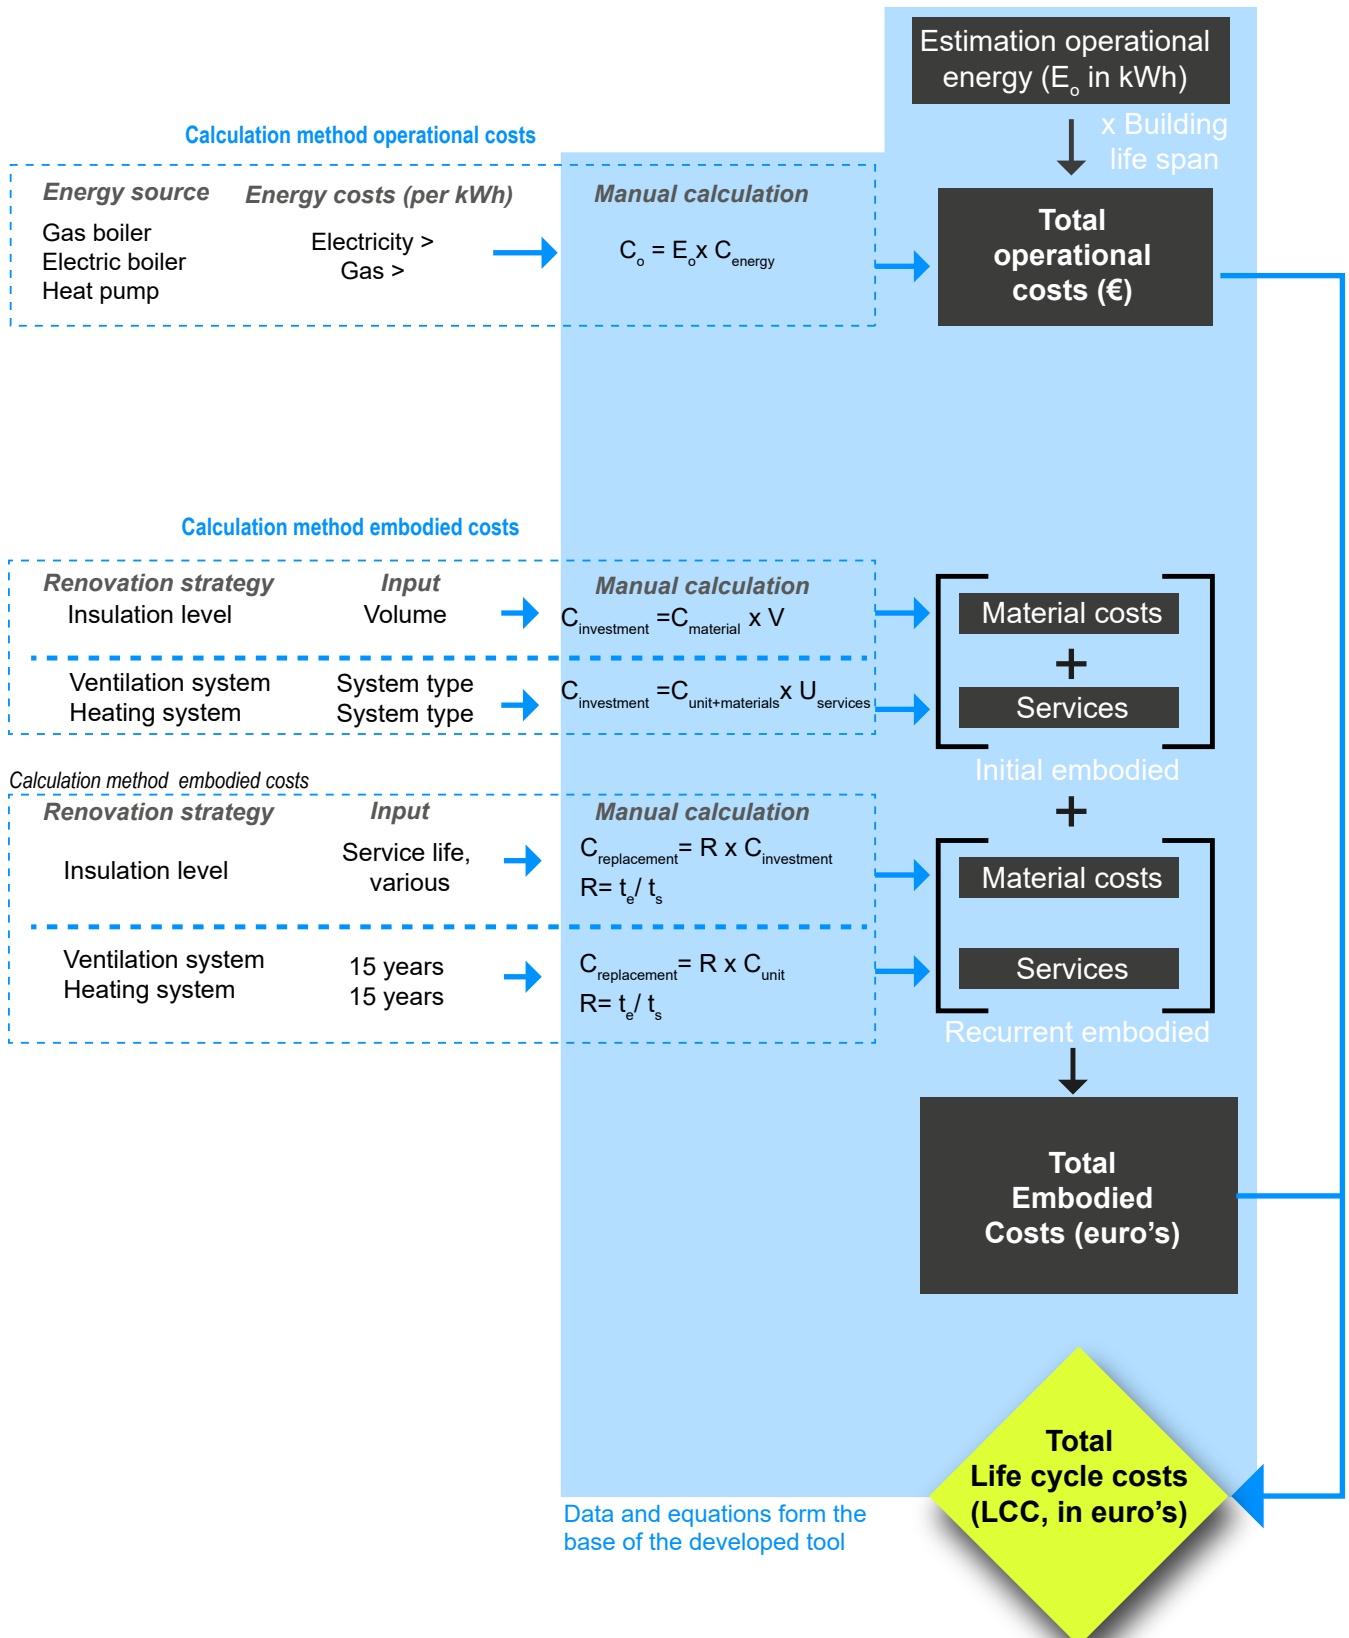 Estimation operational
energy (Eo in kWh)
x Building
life span
Calculation method operational costs
Energy source
Energy costs (per kWh)
Manual calculation
Gas boiler
Electric boiler
Heat pump
Electricity >
Gas >
Co = Eo x Cenergy
Total
operational
costs (€)
Calculation method embodied costs
Renovation strategy
Input
Manual calculation
Insulation level
Volume
Cinvestment =Cmaterial x V
Material costs
+
Ventilation system
Heating system
System type
System type
Cinvestment =Cunit+materials x Uservices
Services
Initial embodied
+
Calculation method embodied costs
Renovation strategy
Input
Manual calculation
Insulation level
Service life,
various
Creplacement= R x Cinvestment
R= te/ ts
Material costs
Ventilation system
Heating system
15 years
15 years
Creplacement= R x Cunit
R= te/ ts
Services
Recurrent embodied
Total
Embodied
Costs (euro's)
Total
Life cycle costs
(LCC, in euro's)
Data and equations form the
base of the developed tool